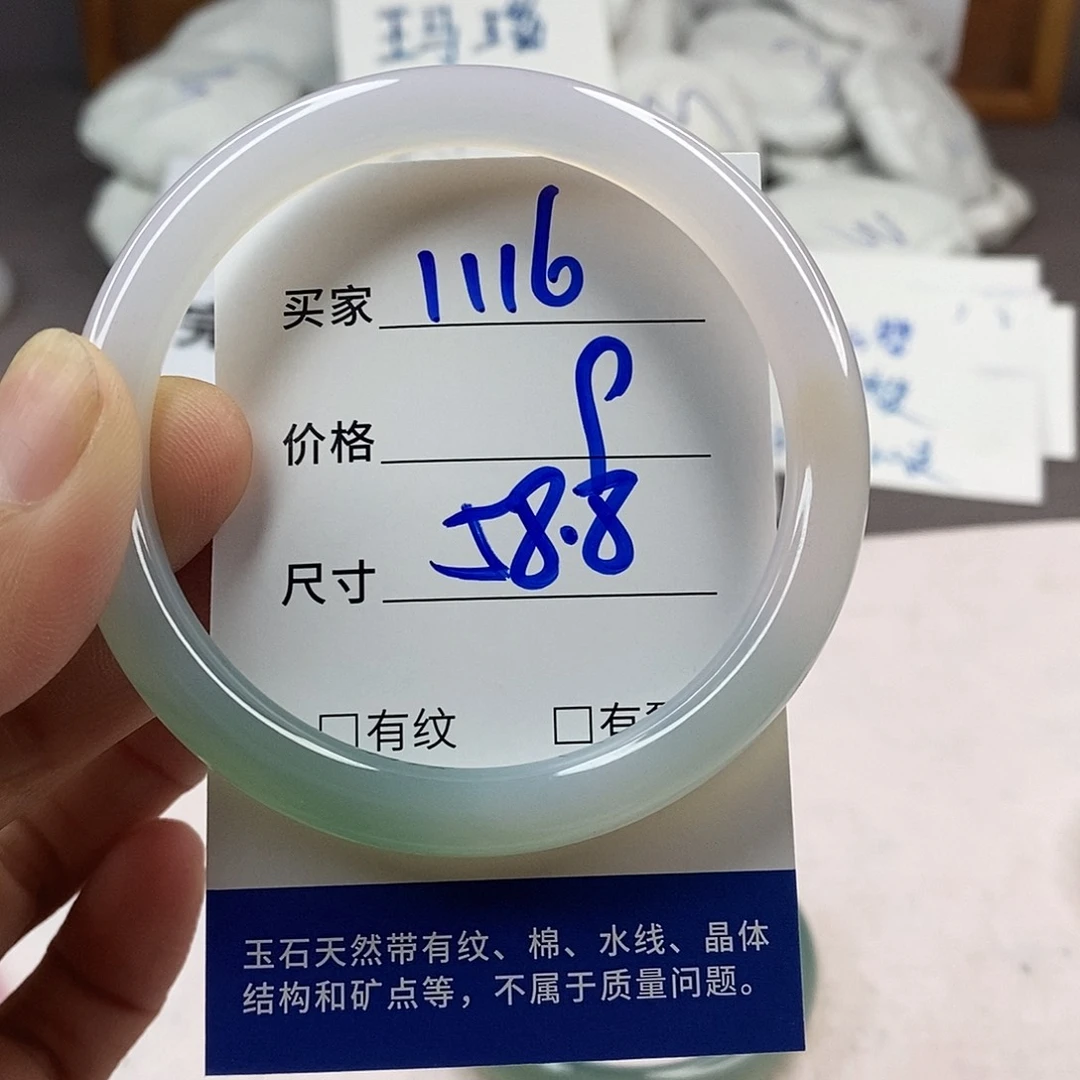 玛瑙
买家 1116
价格
尺寸 58.8
□有纹 □有
玉石天然带有纹、棉、水线、晶体
结构和矿点等，不属于质量问题。